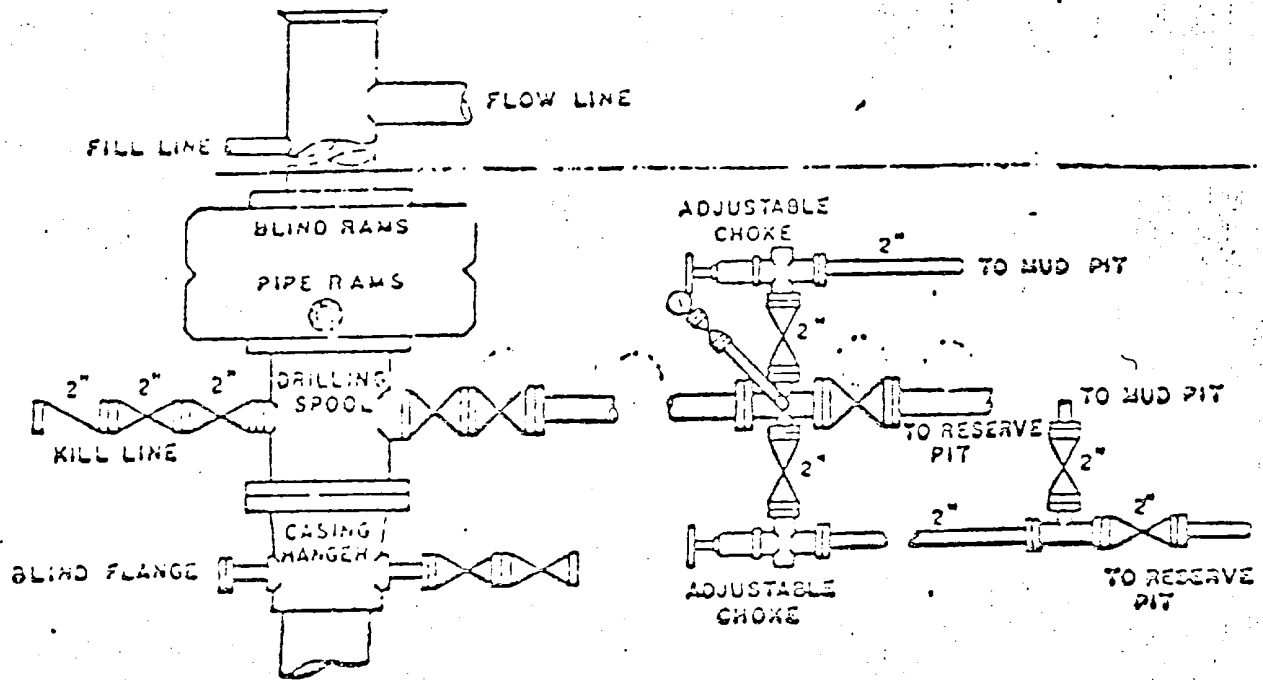 FLOW LINE
FILL LINE
BLIND RAMS
PIPE RAMS
ADJUSTABLE
CHOKE
2"
TO MUD PIT
2"
2" 2" 2"
DRILLING
SPOOL
KILL LINE
TO RESERVE
PIT
TO MUD PIT
2"
2"
CASING
HANGER
BLIND FLANGE
ADJUSTABLE
CHOKE
2"
2"
TO RESERVE
PIT